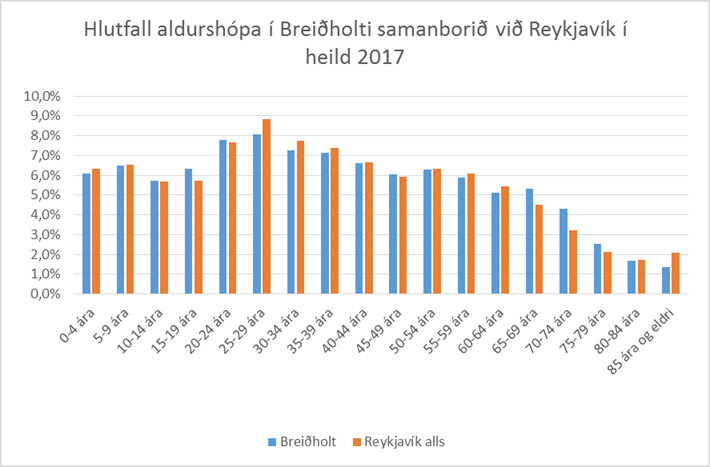 Hlutfall aldurshópa í Breiðholti samanborið við Reykjavík í
heild 2017
10,0%
9,0%
8,0%
7,0%
6,0%
5,0%
4,0%
3,0%
2,0%
1,0%
0,0%
0-4 ára
5-9 ára
10-14 ára
15-19 ára
20-24 ára
25-29 ára
30-34 ára
35-39 ára
40-44 ára
45-49 ára
50-54 ára
55-59 ára
60-64 ára
65-69 ára
70-74 ára
75-79 ára
80-84 ára
85 ára og eldri
Breiðholt
Reykjavík alls